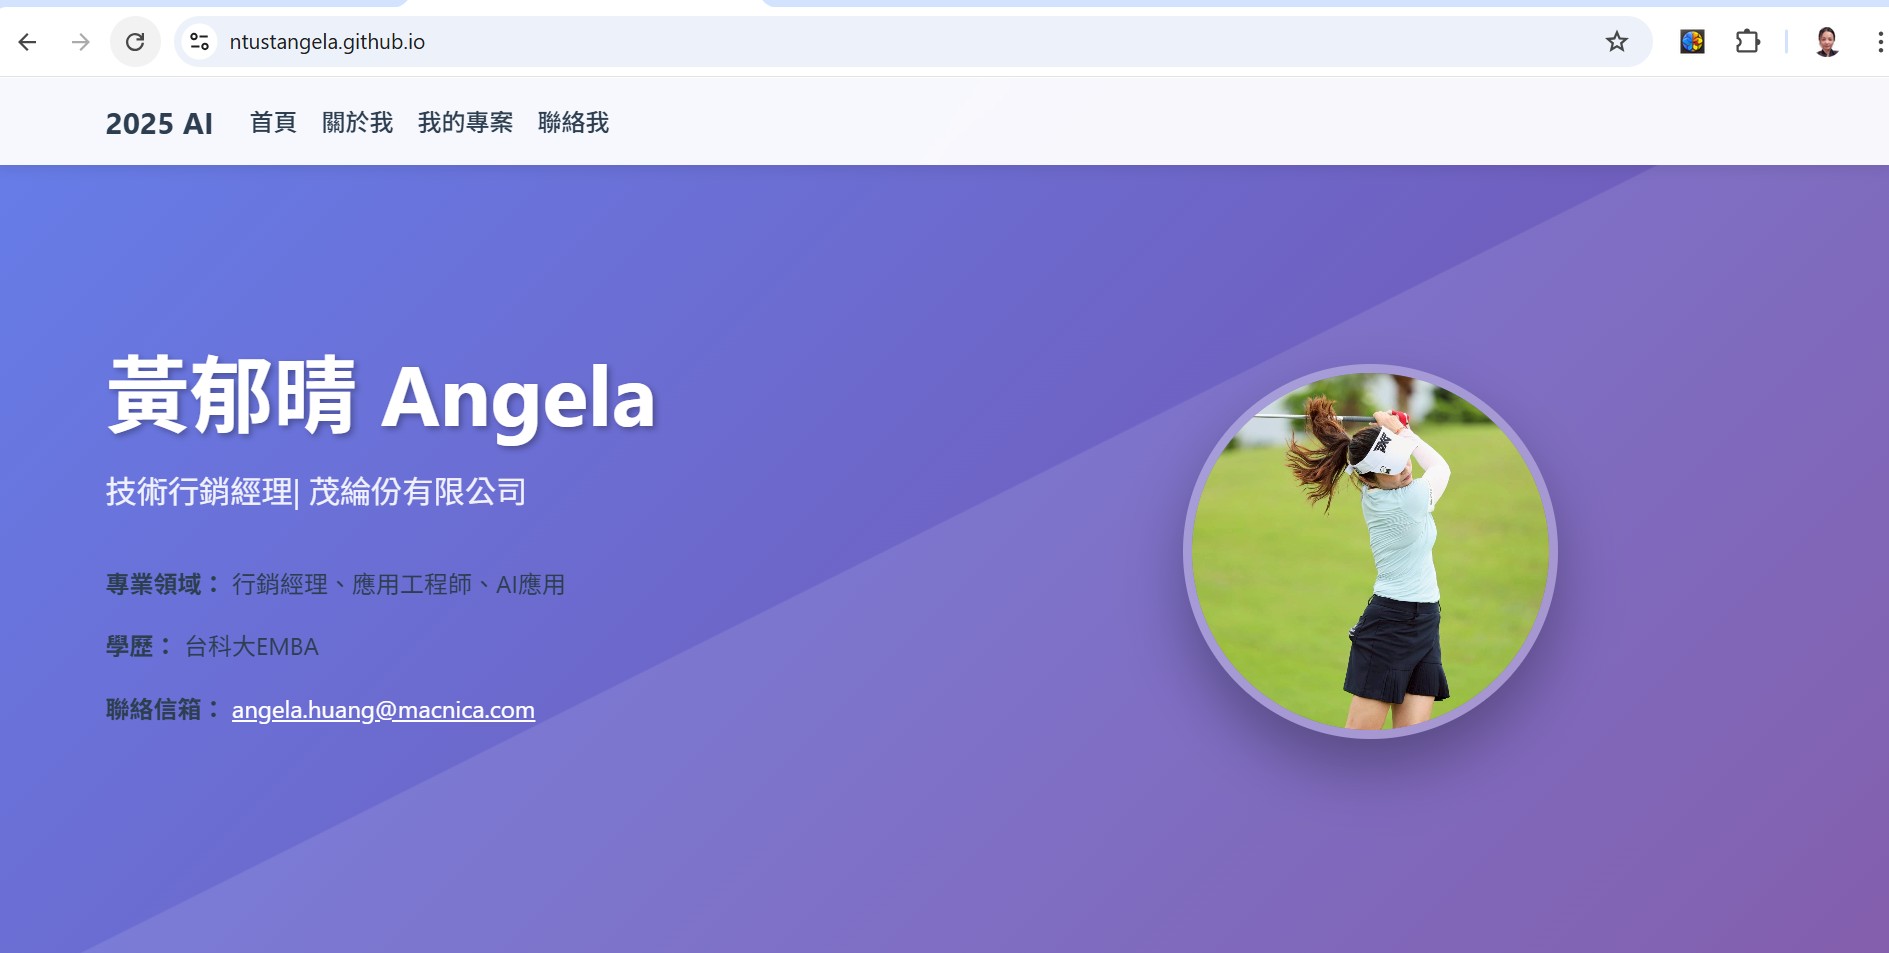 ntustangela.github.io
2025 AI 首頁 關於我 我的專案 聯絡我
黃郁晴 Angela
技術行銷經理| 茂綸份有限公司
專業領域： 行銷經理、應用工程師、AI應用
學歷： 台科大EMBA
聯絡信箱： angela.huang@macnica.com
PXG